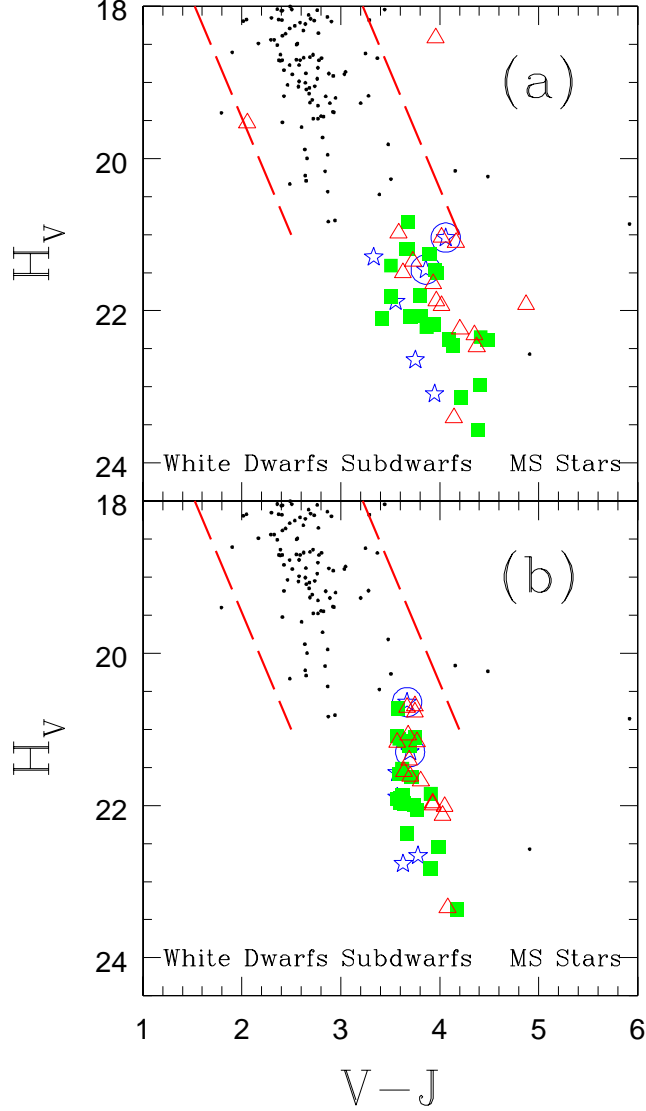 18
(a)
20
H_V
22
24
White Dwarfs Subdwarfs MS Stars
18
(b)
20
H_V
22
24
White Dwarfs Subdwarfs MS Stars
1 2 3 4 5 6
V−J